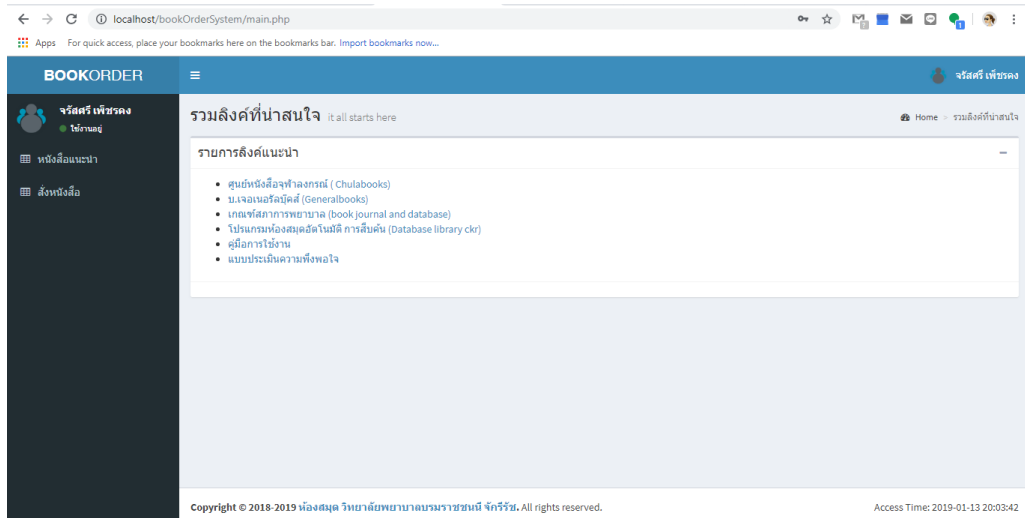 localhost/bookOrderSystem/main.php
Apps For quick access, place your bookmarks here on the bookmarks bar. Import bookmarks now...
BOOKORDER
จรัสศรี เพ็ชรคง
จรัสศรี เพ็ชรคง
ใช้งานอยู่
หนังสือแนะนำ
สั่งหนังสือ
รวมลิงค์ที่น่าสนใจ it all starts here
Home > รวมลิงค์ที่น่าสนใจ
รายการลิงค์แนะนำ
ศูนย์หนังสือจุฬาลงกรณ์ ( Chulabooks)
บ.เจอเนอรัลบุ๊คส์ (Generalbooks)
เกณฑ์สภาการพยาบาล (book journal and database)
โปรแกรมห้องสมุดอัตโนมัติ การสืบค้น (Database library ckr)
คู่มือการใช้งาน
แบบประเมินความพึงพอใจ
Copyright © 2018-2019 ห้องสมุด วิทยาลัยพยาบาลบรมราชชนนี จักรีรัช. All rights reserved.
Access Time: 2019-01-13 20:03:42